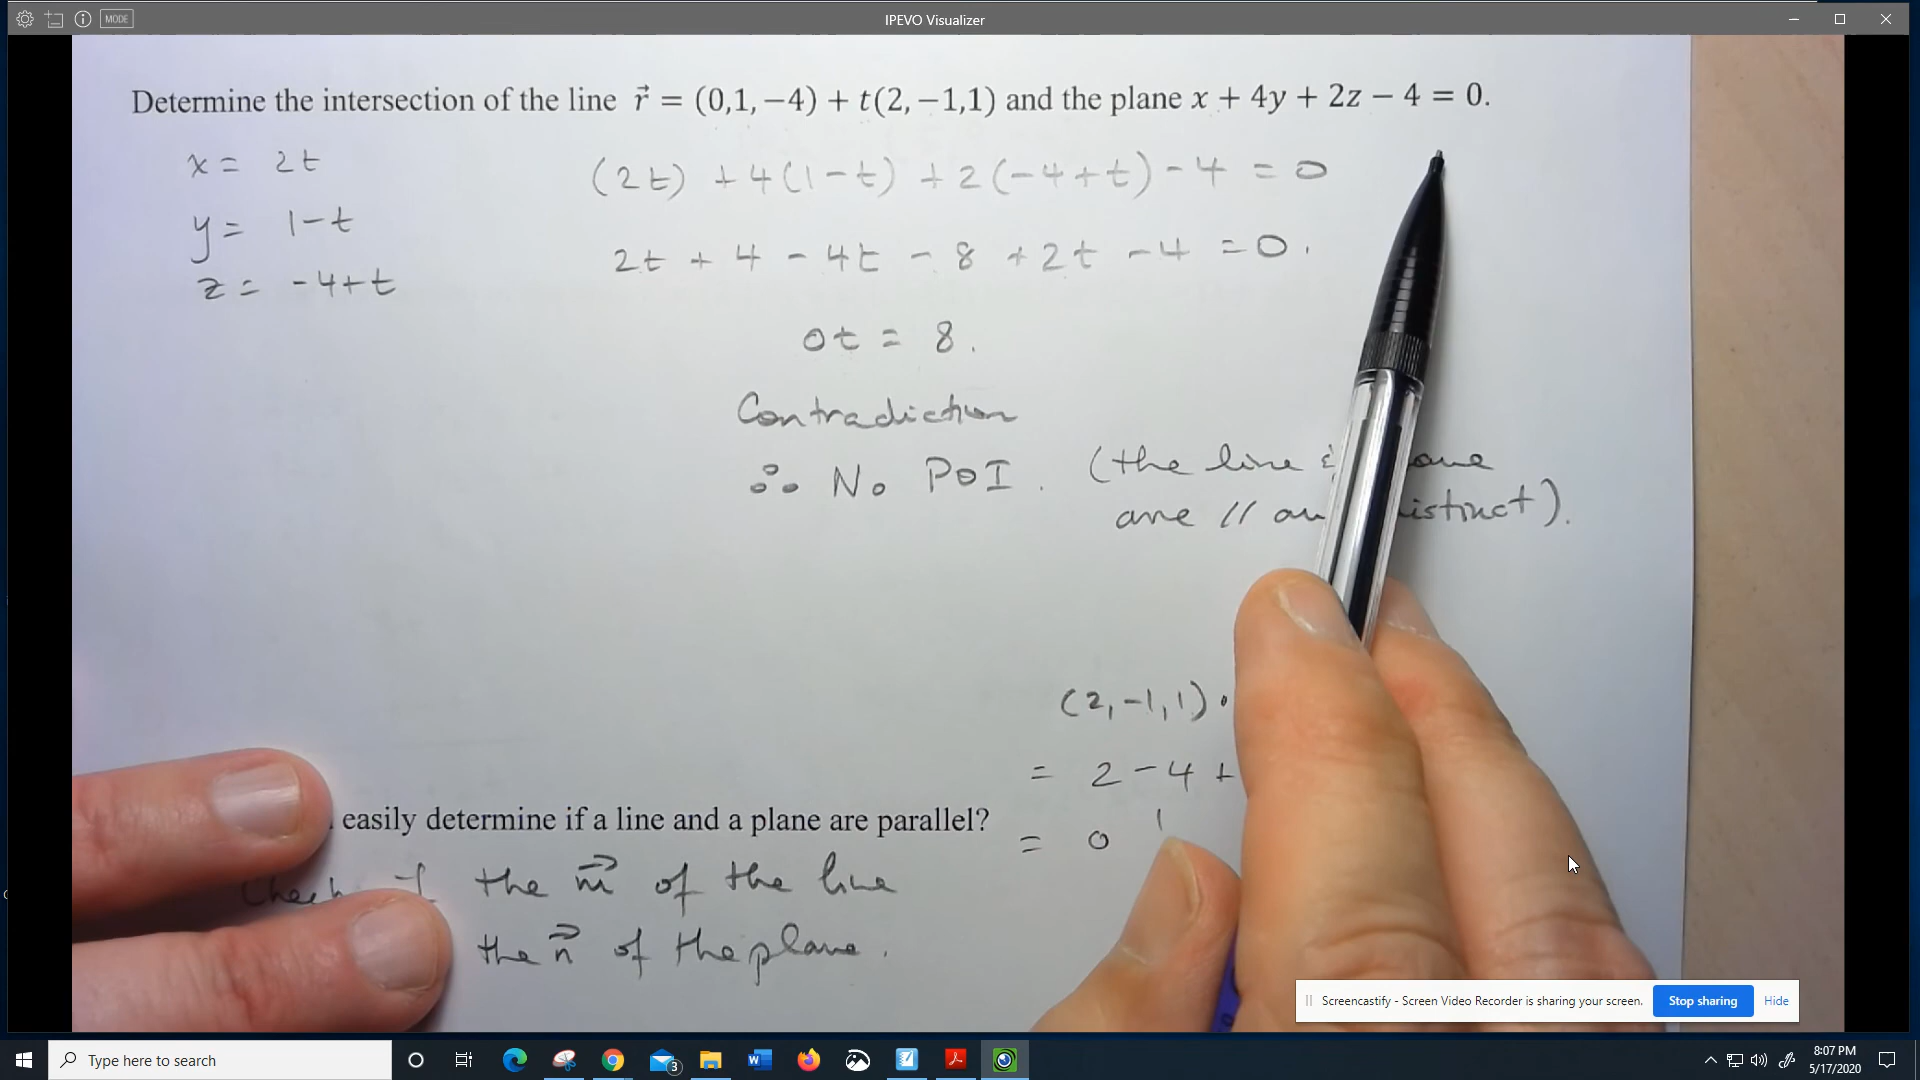 MODE
IPEVO Visualizer
Determine the intersection of the line r⃗ = (0,1,−4) + t(2,−1,1) and the plane x + 4y + 2z − 4 = 0.
x = 2t
y = 1-t
z = -4+t
(2t) + 4(1-t) + 2(-4+t) - 4 = 0
2t + 4 - 4t - 8 + 2t - 4 = 0.
0t = 8.
Contradiction
∴ No POI.
(the line &
are // an distinct).
(2,-1,1) •
= 2 - 4 +
= 0
easily determine if a line and a plane are parallel?
Check if the m⃗ of the line
the n⃗ of the plane.
Screencastify - Screen Video Recorder is sharing your screen.
Stop sharing
Hide
Type here to search
3
8:07 PM
5/17/2020